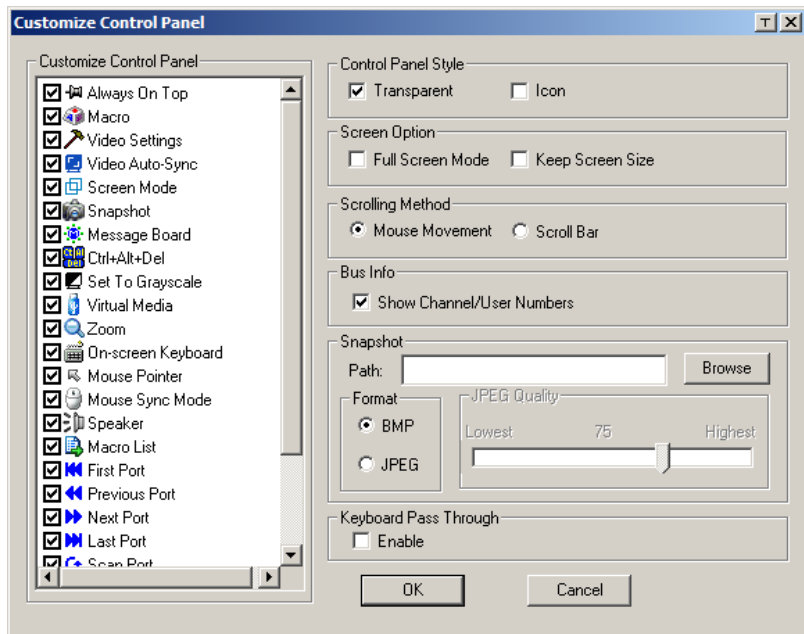 Customize Control Panel
Customize Control Panel
Always On Top
Macro
Video Settings
Video Auto-Sync
Screen Mode
Snapshot
Message Board
Ctrl+Alt+Del
Set To Grayscale
Virtual Media
Zoom
On-screen Keyboard
Mouse Pointer
Mouse Sync Mode
Speaker
Macro List
First Port
Previous Port
Next Port
Last Port
Scan Port
Control Panel Style
Transparent Icon
Screen Option
Full Screen Mode Keep Screen Size
Scrolling Method
Mouse Movement Scroll Bar
Bus Info
Show Channel/User Numbers
Snapshot
Path: Browse
Format
BMP
JPEG
JPEG Quality
Lowest 75 Highest
Keyboard Pass Through
Enable
OK Cancel